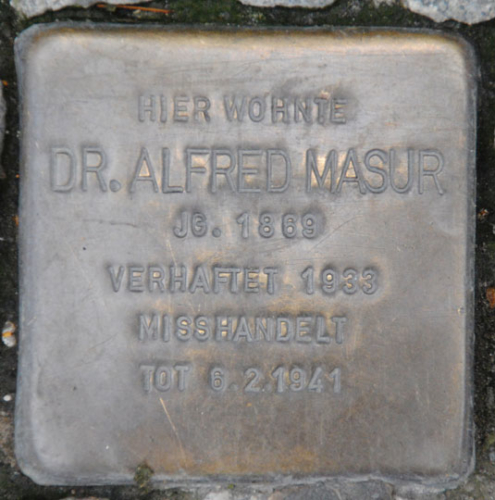 HIER WOHNTE
DR. ALFRED MASUR
JG. 1869
VERHAFTET 1933
MISSHANDELT
TOT 6.2.1941